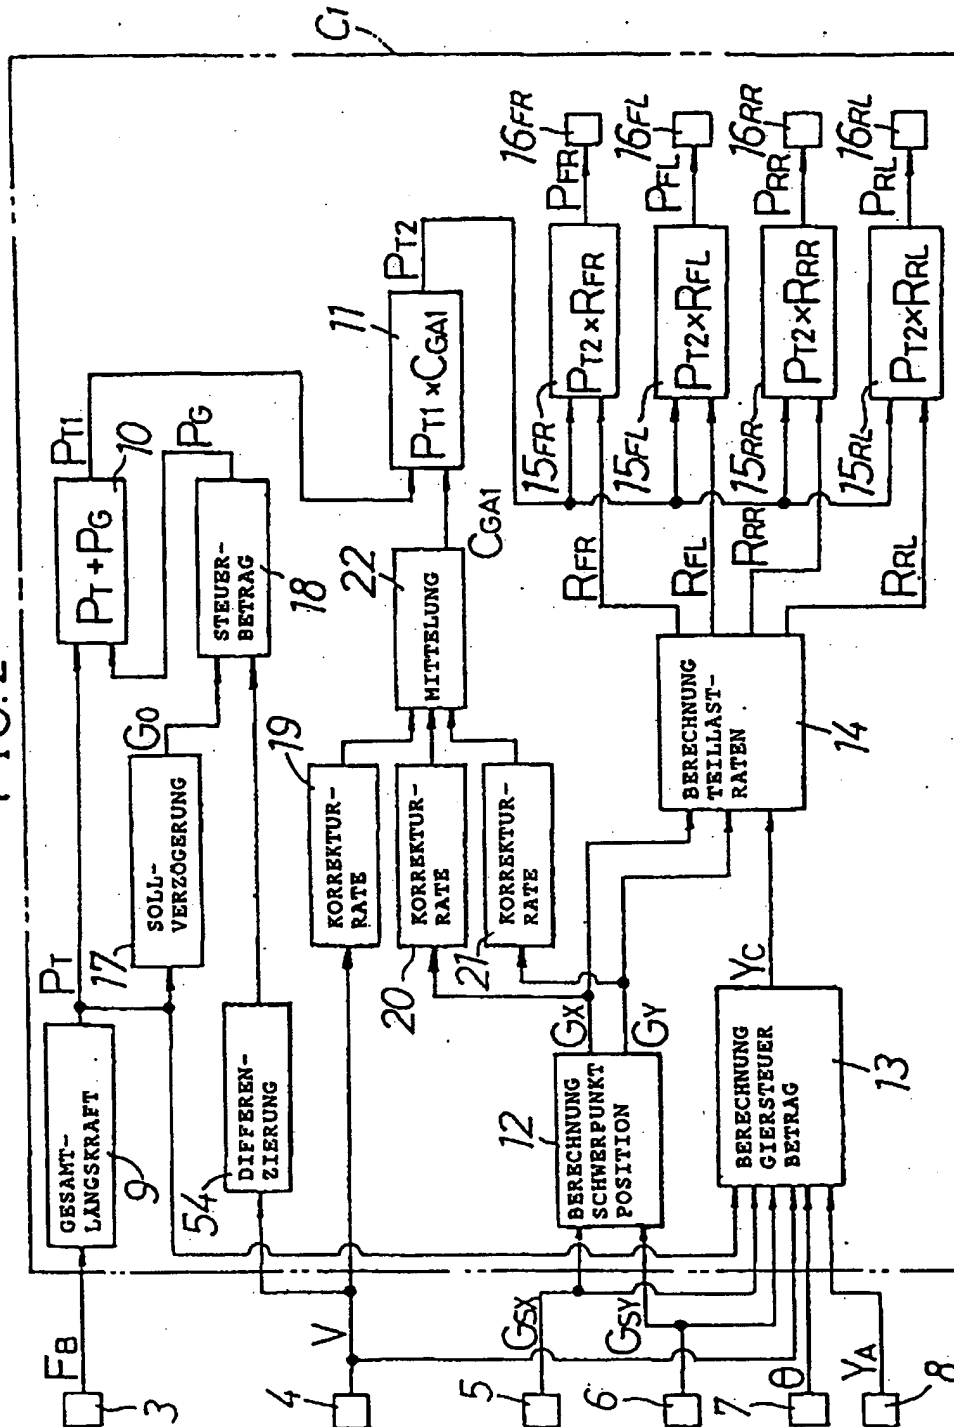 FIG. 2
C1
FB
3
V
4
GSX
5
GSY
6
θ
7
YA
8
GESAMT-
LÄNGSKRAFT
9
PT
17
SOLL-
VERZÖGERUNG
G0
PT + PG
10
PT1
PG
STEUER-
BETRAG
18
54
DIFFEREN-
ZIERUNG
KORREKTUR-
RATE
19
KORREKTUR-
RATE
20
KORREKTUR-
RATE
21
MITTELUNG
22
CGA1
11
PT1 × CGA1
PT2
12
BERECHNUNG
SCHWERPUNKT
POSITION
GX
GY
BERECHNUNG
GIERSTEUER
BETRAG
13
YC
BERECHNUNG
TEILLAST-
RATEN
14
RFR
RFL
RRR
RRL
15FR
PT2×RFR
PFR
16FR
15FL
PT2×RFL
PFL
16FL
15RR
PT2×RRR
PRR
16RR
15RL
PT2×RRL
PRL
16RL